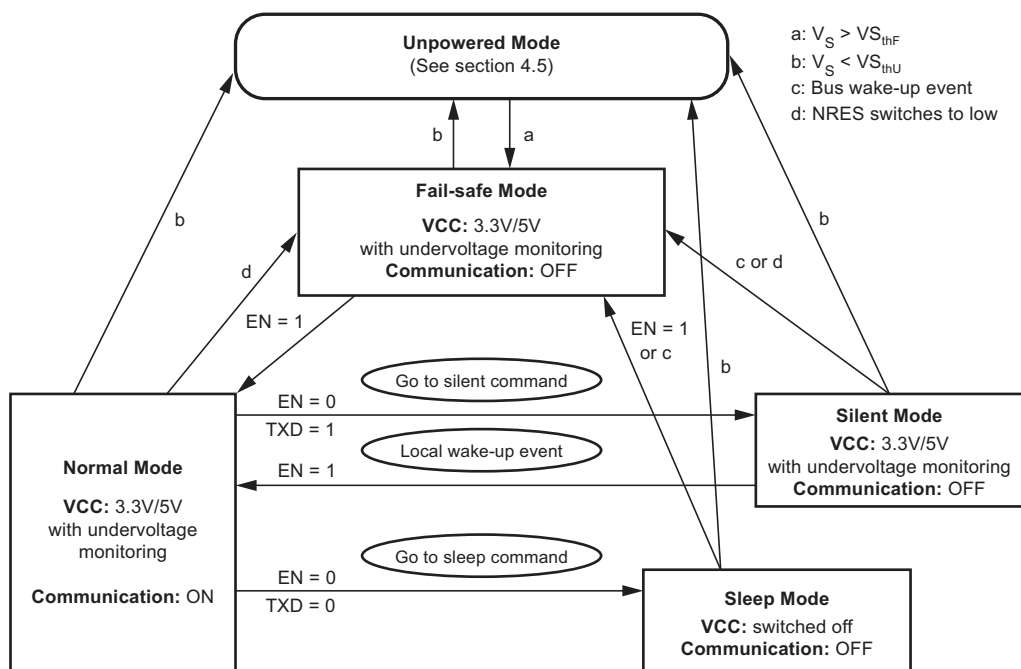 Unpowered Mode
(See section 4.5)
a: V_S > VS_thF
b: V_S < VS_thU
c: Bus wake-up event
d: NRES switches to low
b
a
Fail-safe Mode
VCC: 3.3V/5V
with undervoltage monitoring
Communication: OFF
b
b
d
c or d
EN = 1
EN = 1
or c
b
Go to silent command
EN = 0
TXD = 1
Local wake-up event
EN = 1
Silent Mode
VCC: 3.3V/5V
with undervoltage monitoring
Communication: OFF
Normal Mode
VCC: 3.3V/5V
with undervoltage
monitoring
Communication: ON
Go to sleep command
EN = 0
TXD = 0
Sleep Mode
VCC: switched off
Communication: OFF